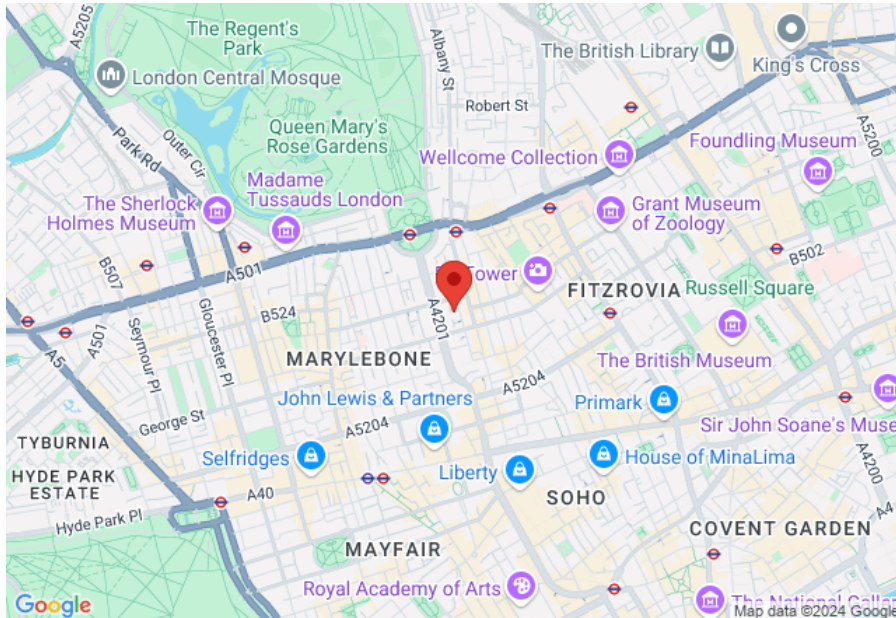 The Regent's
Park
A5205
Albany St
The British Library
King's Cross
London Central Mosque
Robert St
Queen Mary's
Rose Gardens
Outer Cir
Park Rd
Wellcome Collection
Foundling Museum
A5200
Madame
Tussauds London
The Sherlock
Holmes Museum
Grant Museum
of Zoology
B502
B507
A501
Tower
FITZROVIA
Russell Square
B524
A4201
Gloucester Pl
Seymour Pl
A501
A5
MARYLEBONE
The British Museum
A5204
John Lewis & Partners
Primark
George St
A5204
Sir John Soane's Muse
TYBURNIA
Selfridges
Liberty
House of MinaLima
HYDE PARK
ESTATE
A40
SOHO
A4200
Hyde Park Pl
A4
COVENT GARDEN
MAYFAIR
Royal Academy of Arts
The National Galler
Google
Map data ©2024 Google